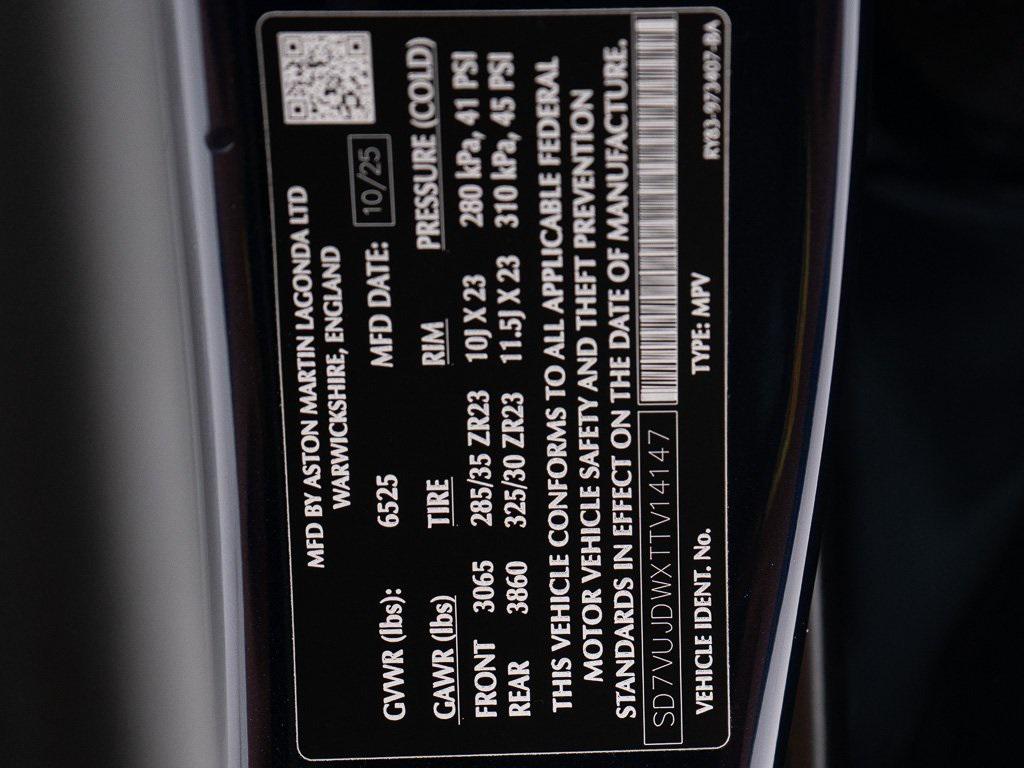 MFD BY ASTON MARTIN LAGONDA LTD
WARWICKSHIRE, ENGLAND
GVWR (lbs): 6525 MFD DATE: 10/25
GAWR (lbs) TIRE RIM PRESSURE (COLD)
FRONT 3065 285/35 ZR23 10J X 23 280 kPa, 41 PSI
REAR 3860 325/30 ZR23 11.5J X 23 310 kPa, 45 PSI
THIS VEHICLE CONFORMS TO ALL APPLICABLE FEDERAL
MOTOR VEHICLE SAFETY AND THEFT PREVENTION
STANDARDS IN EFFECT ON THE DATE OF MANUFACTURE.
SD7VUJDWXTTV14147
VEHICLE IDENT. No. TYPE: MPV RY83-973407-BA